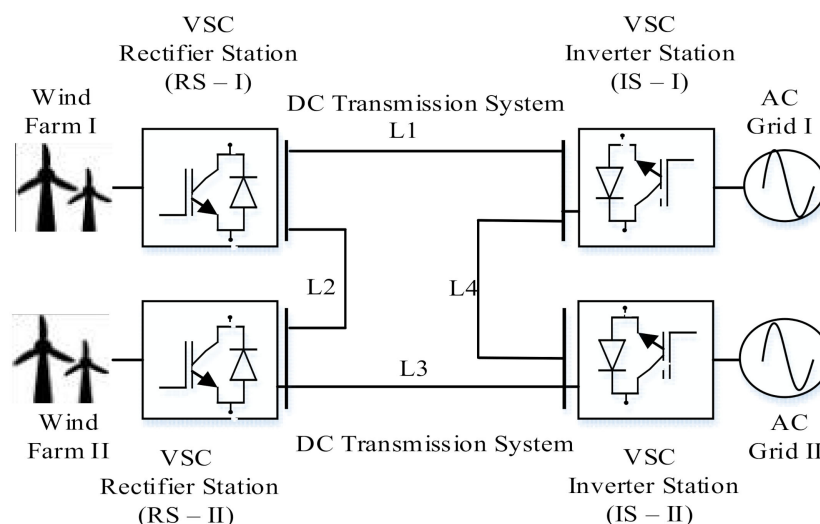 VSC
Rectifier Station
(RS – I)
VSC
Inverter Station
(IS – I)
Wind
Farm I
DC Transmission System
L1
AC
Grid I
L2
L4
L3
Wind
Farm II
DC Transmission System
AC
Grid II
VSC
Rectifier Station
(RS – II)
VSC
Inverter Station
(IS – II)